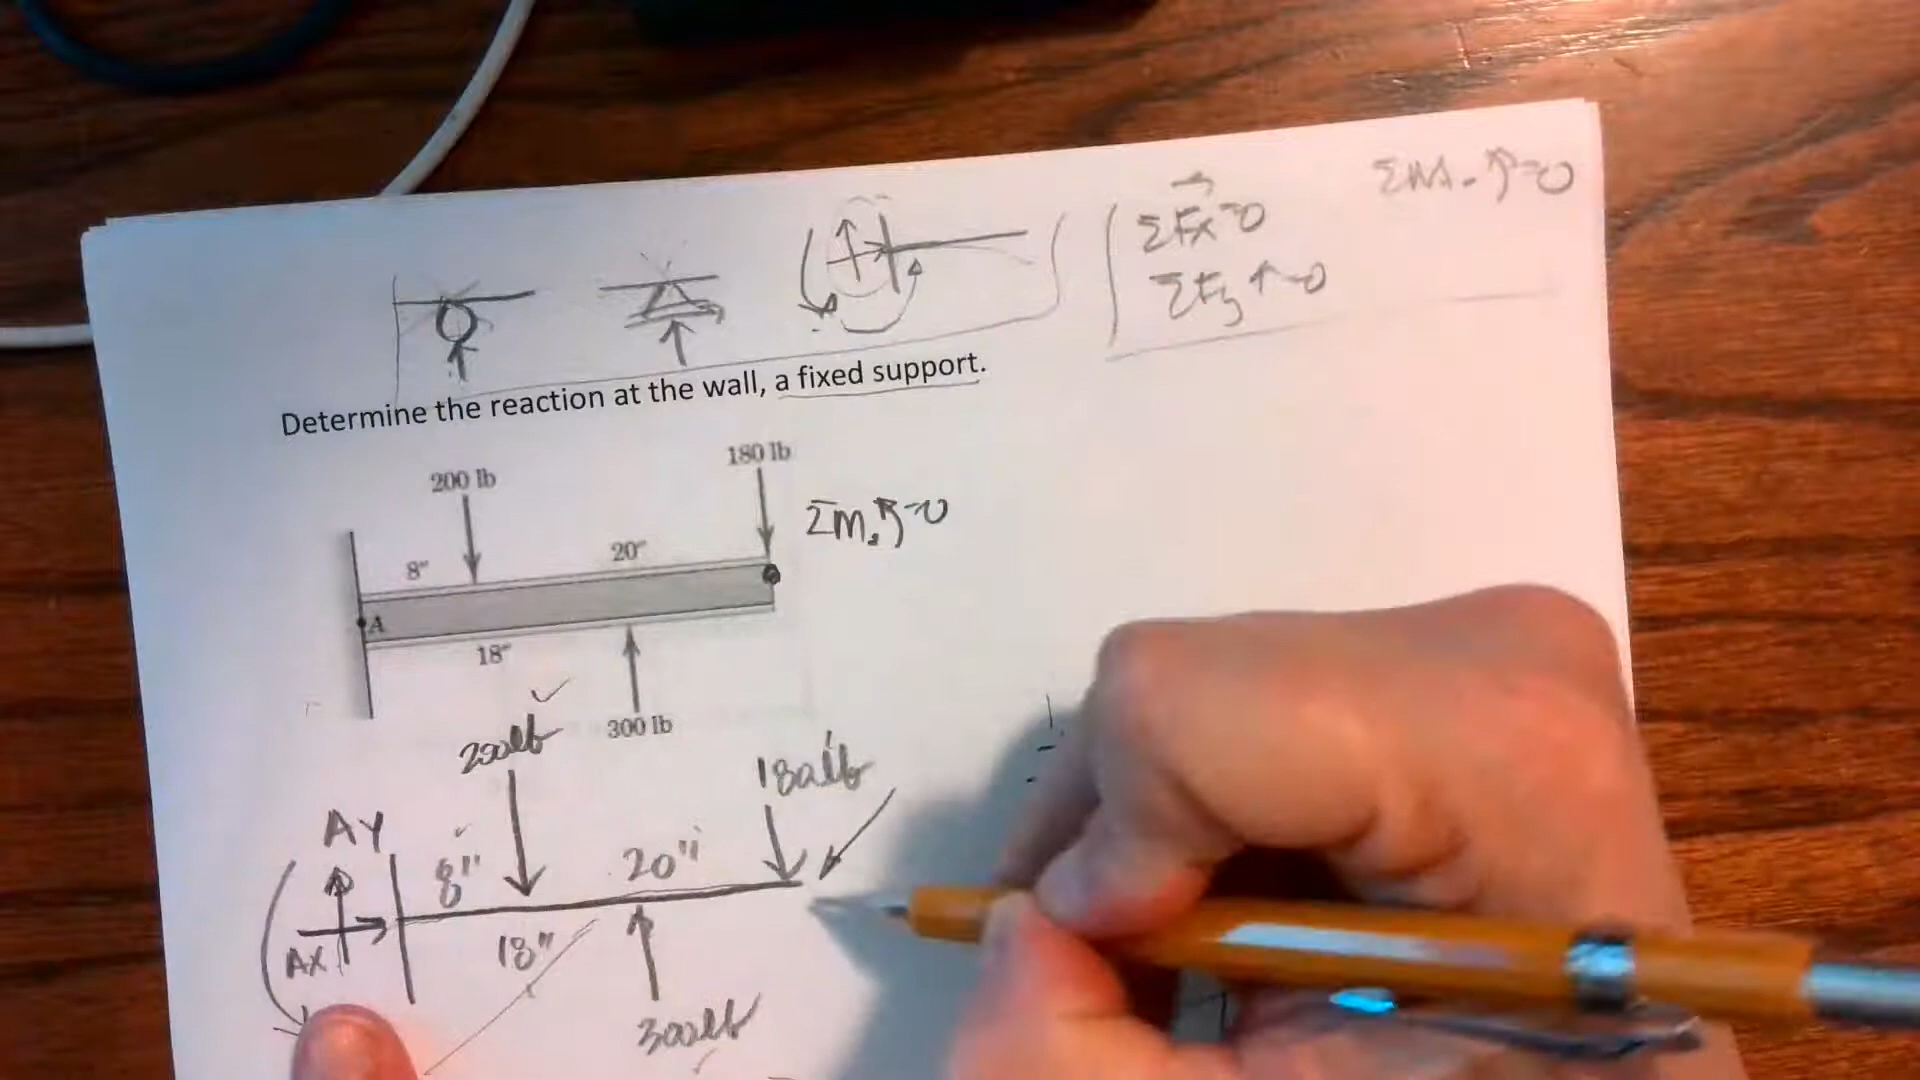 ΣFx=0
ΣM. =0
ΣFy ↑=0
Determine the reaction at the wall, a fixed support.
200 lb
180 lb
ΣM. =0
8"
20"
A
18"
300 lb
200lb
180lb
AY
8"
20"
AX
18"
300lb